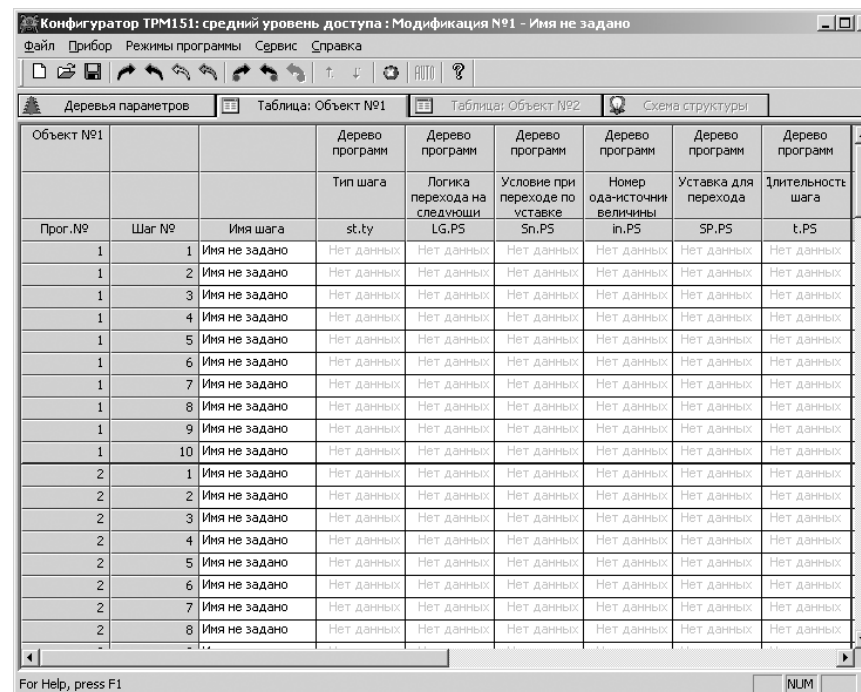 Конфигуратор ТРМ151: средний уровень доступа : Модификация №1 - Имя не задано
Файл Прибор Режимы программы Сервис Справка
AUTO
Деревья параметров Таблица: Объект №1 Таблица: Объект №2 Схема структуры
Объект №1 Дерево программ Дерево программ Дерево программ Дерево программ Дерево программ Дерево программ
Тип шага Логика перехода на следующи Условие при переходе по уставке Номер ода-источник величины Уставка для перехода Длительность шага
Прог.№ Шаг № Имя шага st.ty LG.PS Sn.PS in.PS SP.PS t.PS
1 1 Имя не задано Нет данных Нет данных Нет данных Нет данных Нет данных Нет данных
1 2 Имя не задано Нет данных Нет данных Нет данных Нет данных Нет данных Нет данных
1 3 Имя не задано Нет данных Нет данных Нет данных Нет данных Нет данных Нет данных
1 4 Имя не задано Нет данных Нет данных Нет данных Нет данных Нет данных Нет данных
1 5 Имя не задано Нет данных Нет данных Нет данных Нет данных Нет данных Нет данных
1 6 Имя не задано Нет данных Нет данных Нет данных Нет данных Нет данных Нет данных
1 7 Имя не задано Нет данных Нет данных Нет данных Нет данных Нет данных Нет данных
1 8 Имя не задано Нет данных Нет данных Нет данных Нет данных Нет данных Нет данных
1 9 Имя не задано Нет данных Нет данных Нет данных Нет данных Нет данных Нет данных
1 10 Имя не задано Нет данных Нет данных Нет данных Нет данных Нет данных Нет данных
2 1 Имя не задано Нет данных Нет данных Нет данных Нет данных Нет данных Нет данных
2 2 Имя не задано Нет данных Нет данных Нет данных Нет данных Нет данных Нет данных
2 3 Имя не задано Нет данных Нет данных Нет данных Нет данных Нет данных Нет данных
2 4 Имя не задано Нет данных Нет данных Нет данных Нет данных Нет данных Нет данных
2 5 Имя не задано Нет данных Нет данных Нет данных Нет данных Нет данных Нет данных
2 6 Имя не задано Нет данных Нет данных Нет данных Нет данных Нет данных Нет данных
2 7 Имя не задано Нет данных Нет данных Нет данных Нет данных Нет данных Нет данных
2 8 Имя не задано Нет данных Нет данных Нет данных Нет данных Нет данных Нет данных
For Help, press F1 NUM